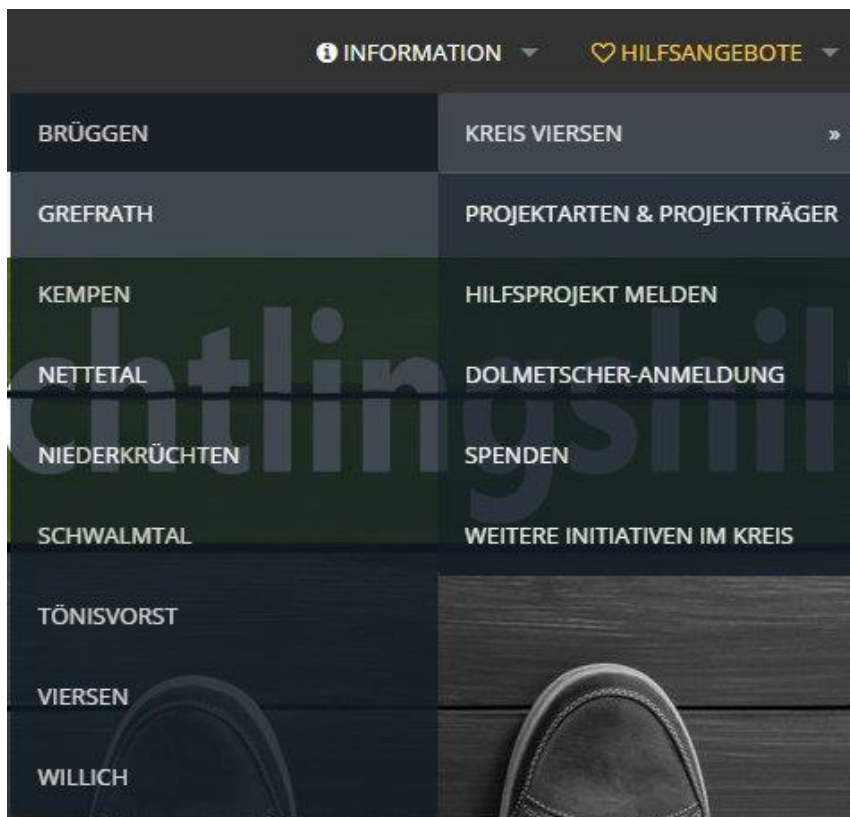 INFORMATION
HILFSANGEBOTE
BRÜGGEN
GREFRATH
KEMPEN
NETTETAL
NIEDERKRÜCHTEN
SCHWALMTAL
TÖNISVORST
VIERSEN
WILLICH
KREIS VIERSEN »
PROJEKTARTEN & PROJEKTTRÄGER
HILFSPROJEKT MELDEN
DOLMETSCHER-ANMELDUNG
SPENDEN
WEITERE INITIATIVEN IM KREIS
chtlingshil